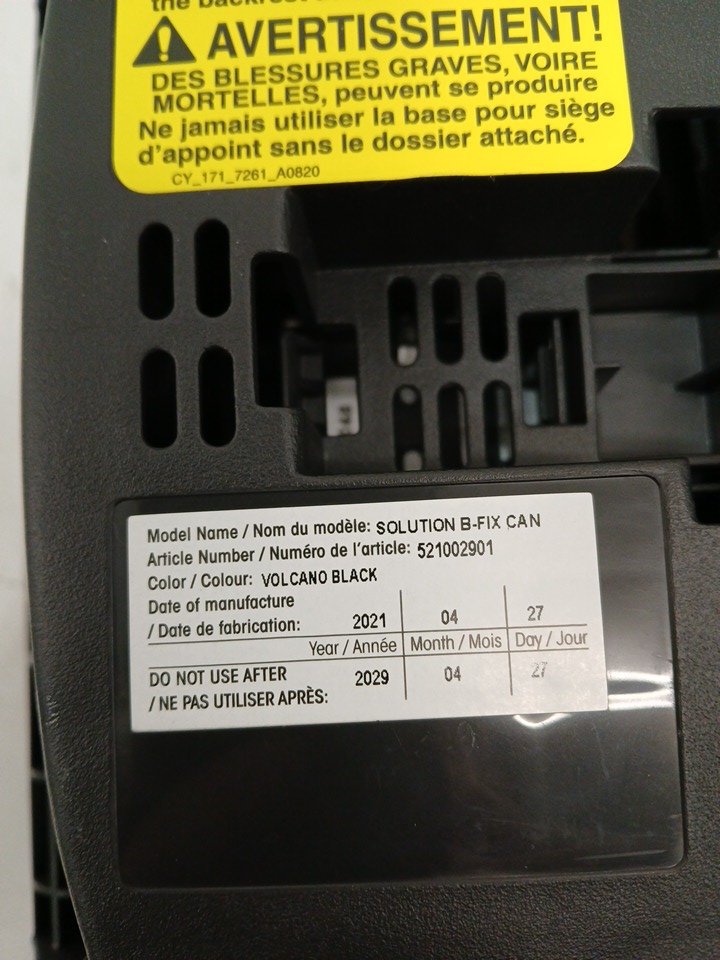 the backrest
AVERTISSEMENT!
DES BLESSURES GRAVES, VOIRE
MORTELLES, peuvent se produire
Ne jamais utiliser la base pour siège
d'appoint sans le dossier attaché.
CY_171_7261_A0820
Model Name / Nom du modèle: SOLUTION B-FIX CAN
Article Number / Numéro de l'article: 521002901
Color / Colour: VOLCANO BLACK
Date of manufacture
/ Date de fabrication: 2021 04 27
Year / Année Month / Mois Day / Jour
DO NOT USE AFTER 2029 04 27
/ NE PAS UTILISER APRÈS: